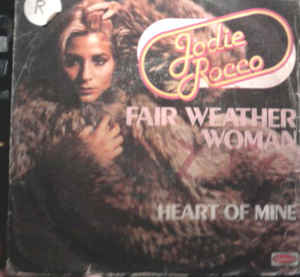 R
Jodie
Rocco
FAIR WEATHER
WOMAN
HEART OF MINE